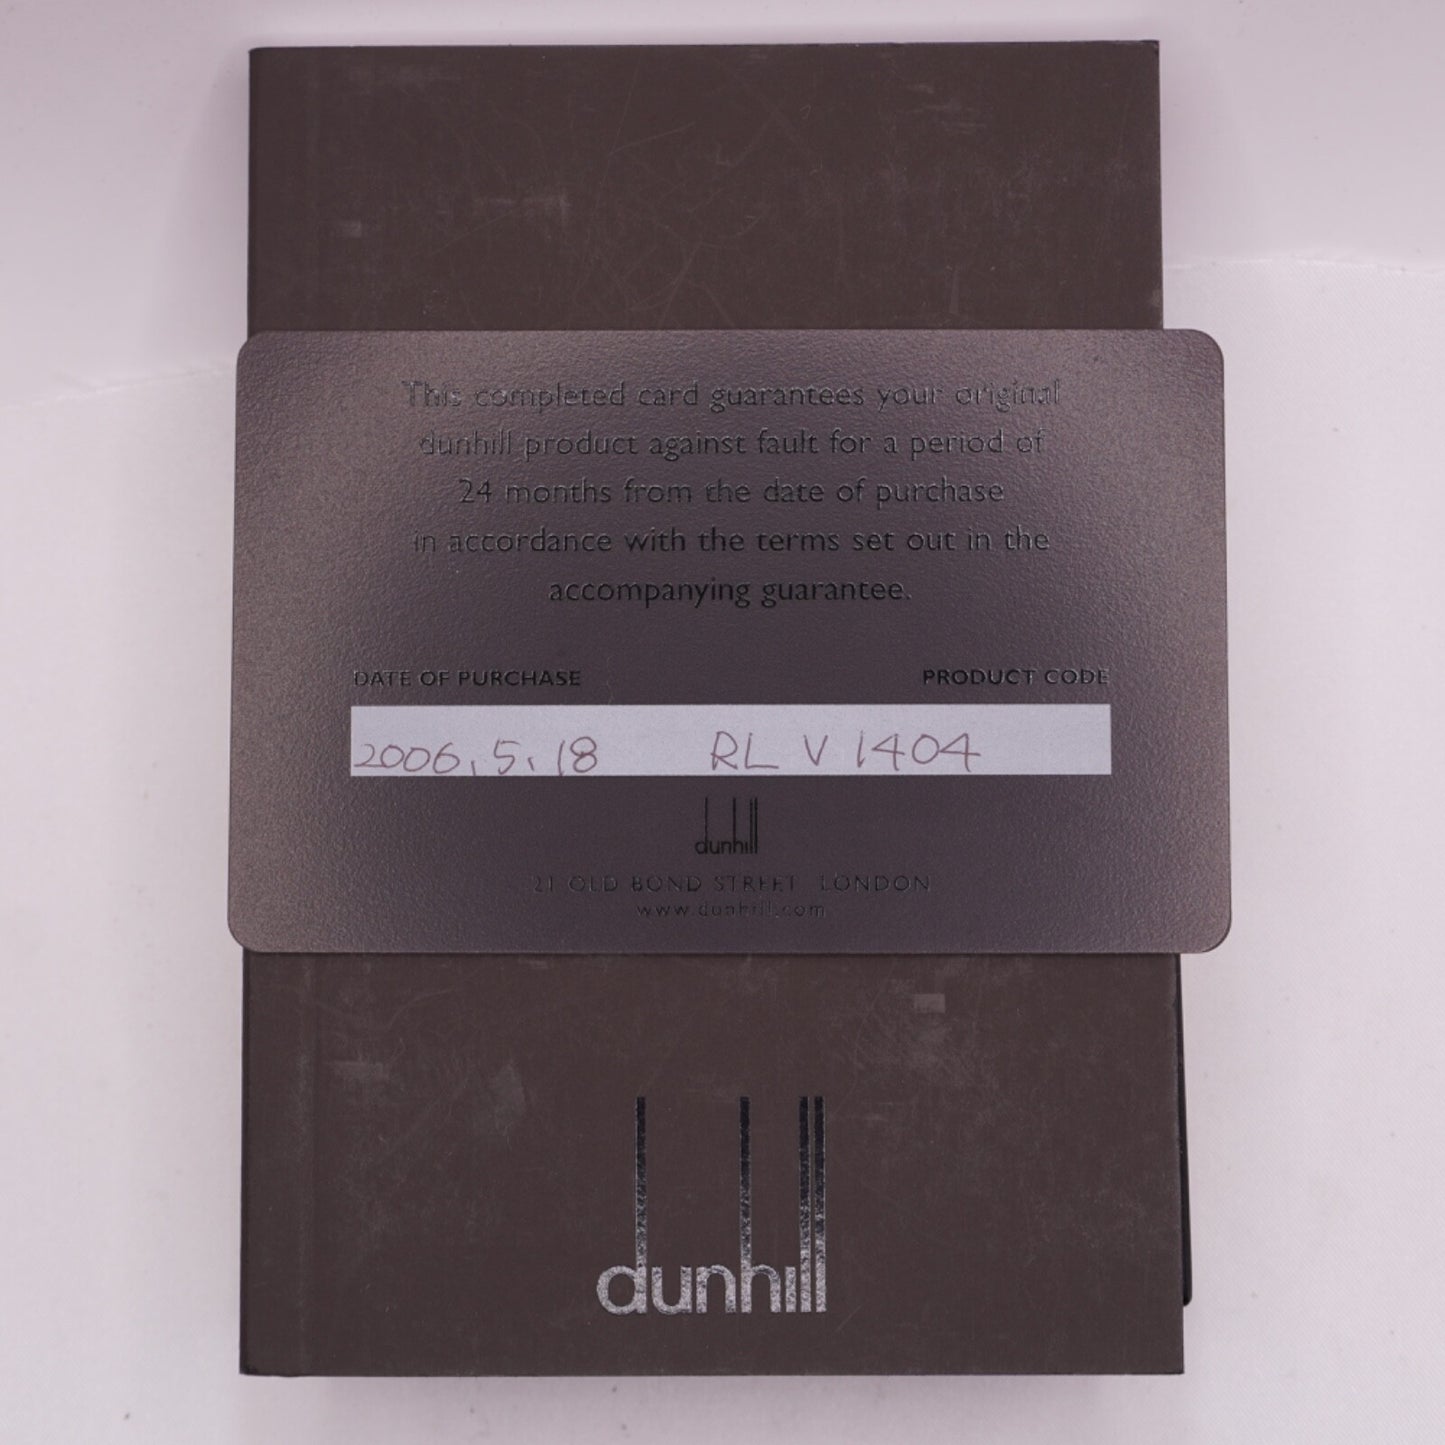 This completed card guarantees your original
dunhill product against fault for a period of
24 months from the date of purchase
in accordance with the terms set out in the
accompanying guarantee.
DATE OF PURCHASE PRODUCT CODE
2006.5.18 RLV1404
dunhill
21 OLD BOND STREET LONDON
www.dunhill.com
dunhill